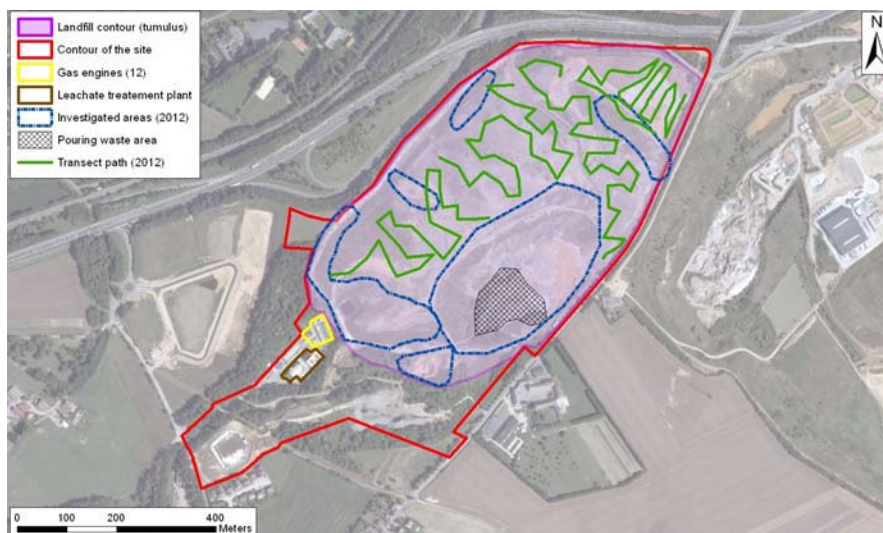 Landfill contour (tumulus)
Contour of the site
Gas engines (12)
Leachate treatement plant
Investigated areas (2012)
Pouring waste area
Transect path (2012)
N
0 100 200 400
Meters